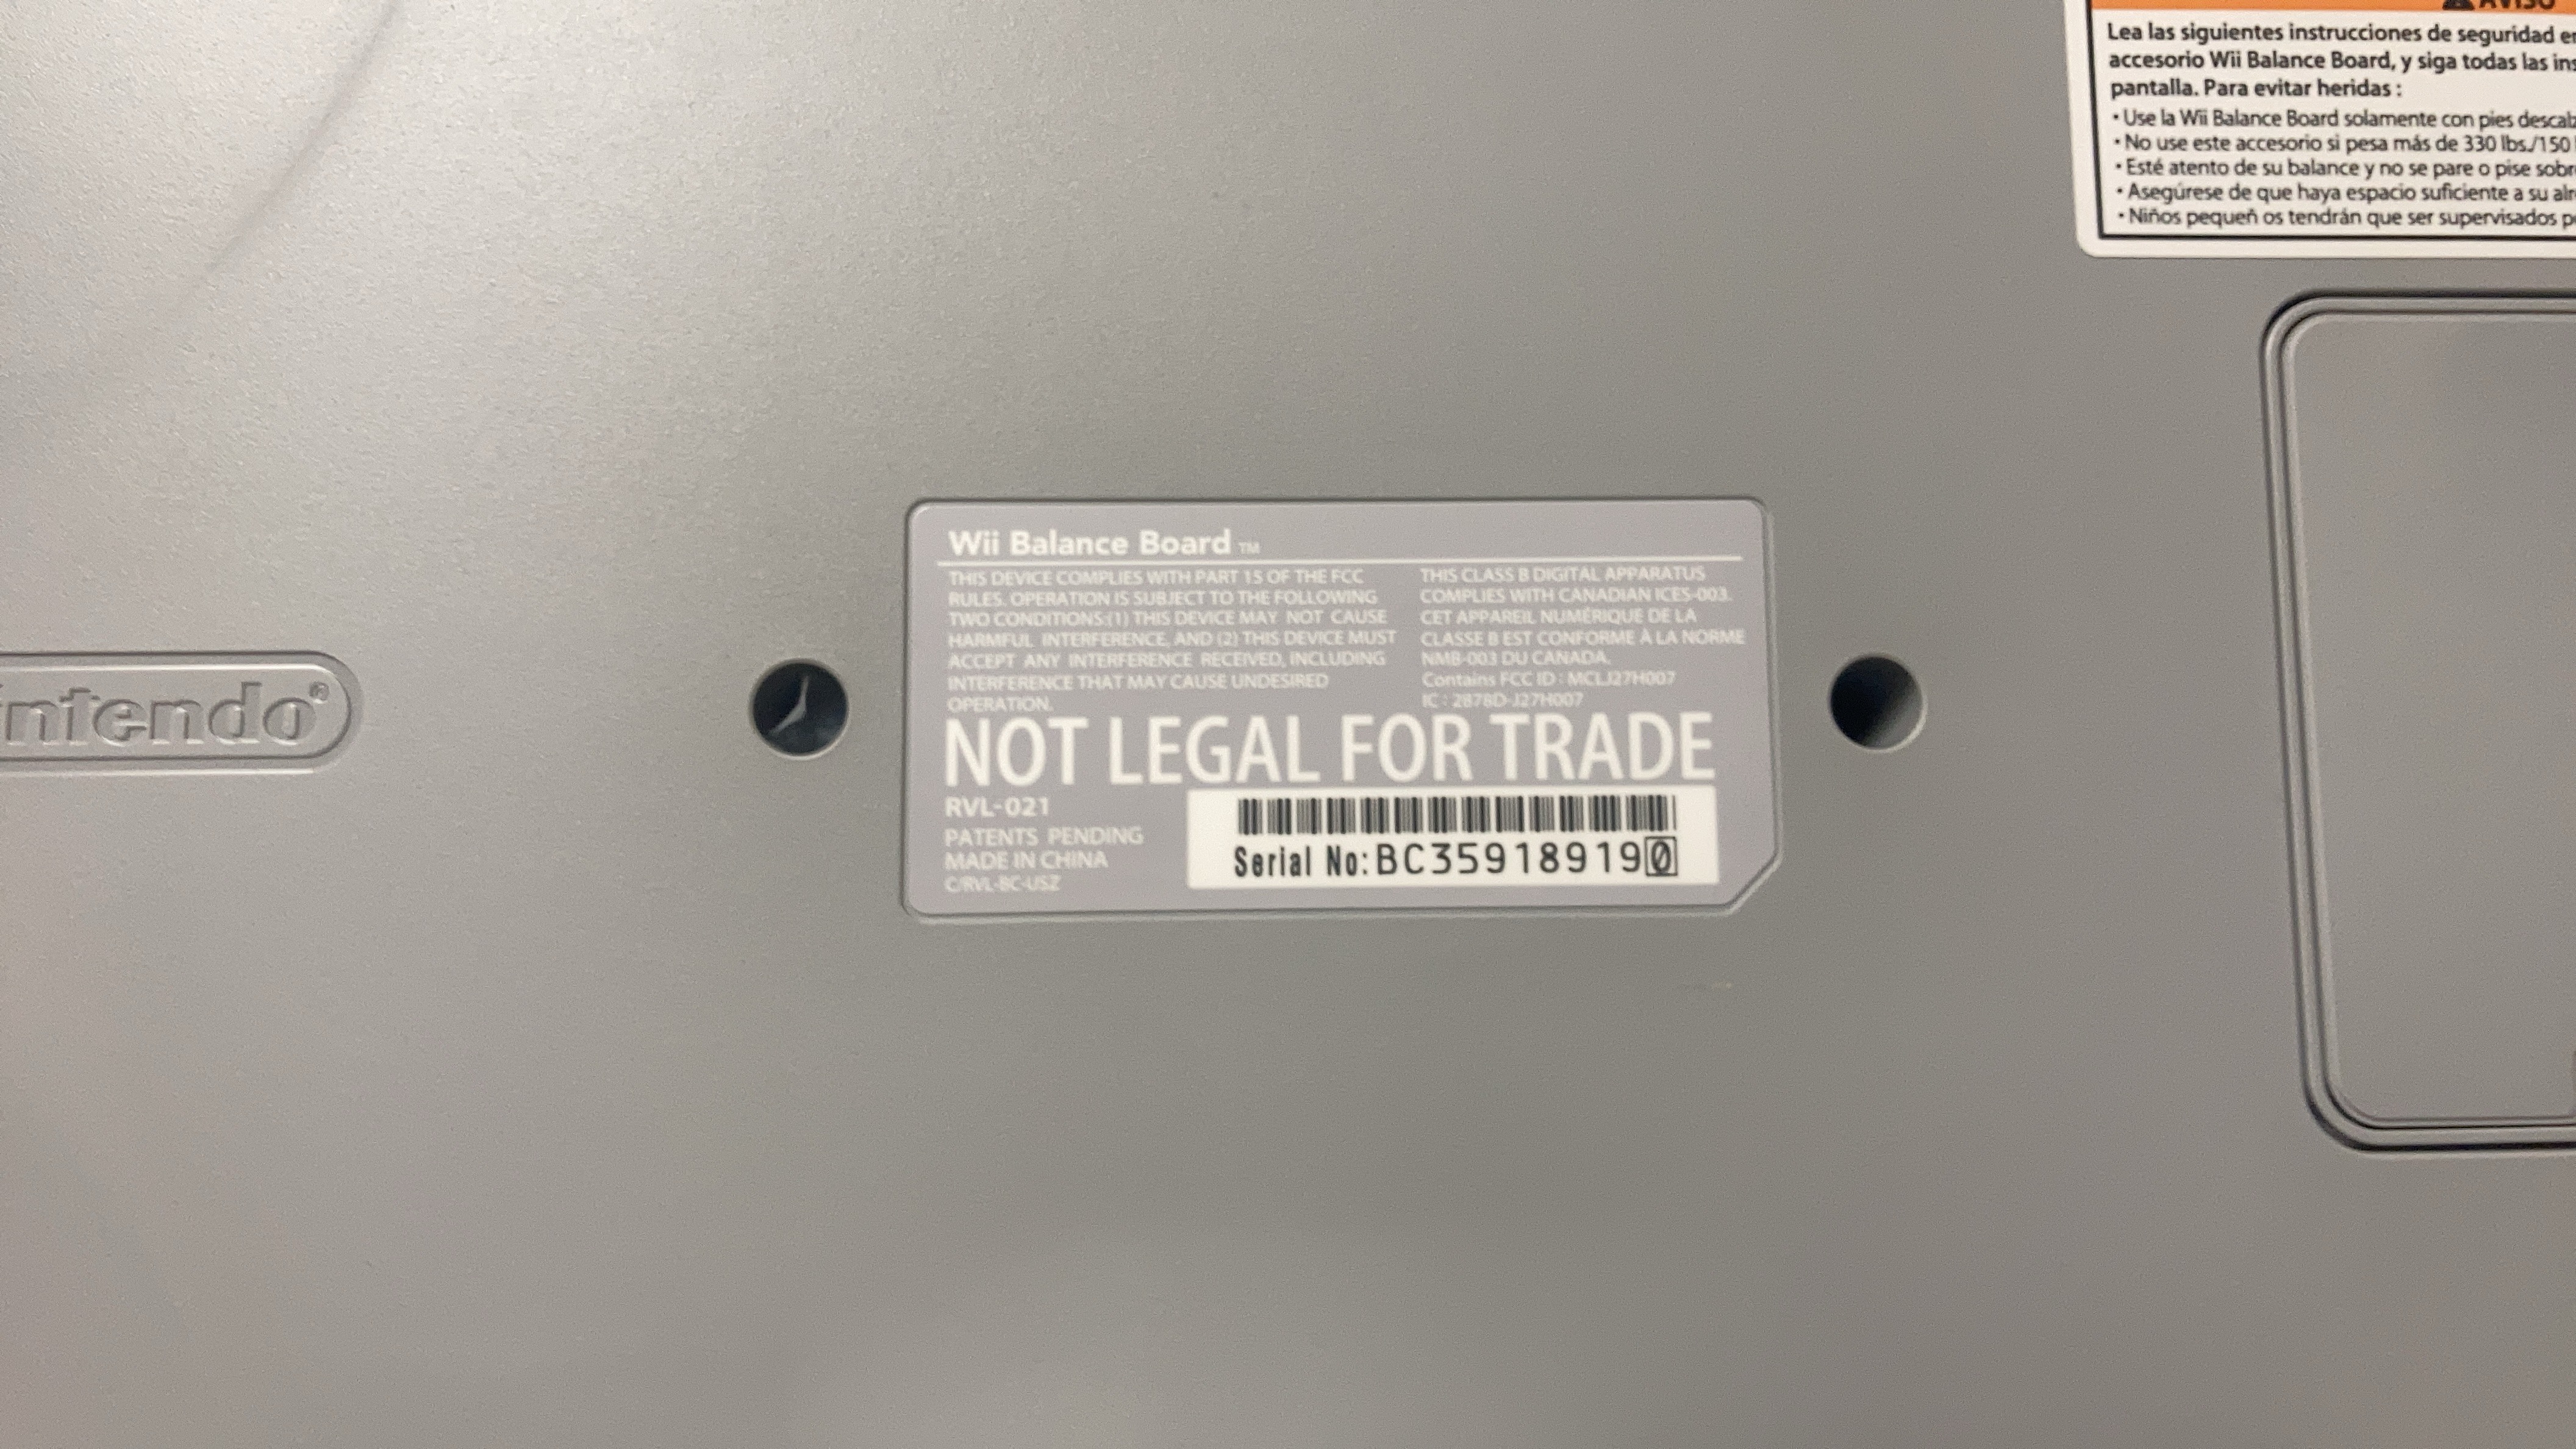 AVISO
Lea las siguientes instrucciones de seguridad
accesorio Wii Balance Board, y siga todas las
pantalla. Para evitar heridas :
• Use la Wii Balance Board solamente con pies
• No use este accesorio si pesa más de 330 lbs./150
• Esté atento de su balance y no se pare o pise
• Asegúrese de que haya espacio suficiente a su
• Niños pequeñ os tendrán que ser supervisados
Wii Balance Board TM
THIS DEVICE COMPLIES WITH PART 15 OF THE FCC
RULES. OPERATION IS SUBJECT TO THE FOLLOWING
TWO CONDITIONS:(1) THIS DEVICE MAY NOT CAUSE
HARMFUL INTERFERENCE, AND (2) THIS DEVICE MUST
ACCEPT ANY INTERFERENCE RECEIVED, INCLUDING
INTERFERENCE THAT MAY CAUSE UNDESIRED
OPERATION.
THIS CLASS B DIGITAL APPARATUS
COMPLIES WITH CANADIAN ICES-003.
CET APPAREIL NUMÉRIQUE DE LA
CLASSE B EST CONFORME À LA NORME
NMB-003 DU CANADA.
Contains FCC ID : MCLJ27H007
IC : 2878D-J27H007
NOT LEGAL FOR TRADE
RVL-021
PATENTS PENDING
MADE IN CHINA
C/RVL-BC-USZ
Serial No: BC359189190
intendo®